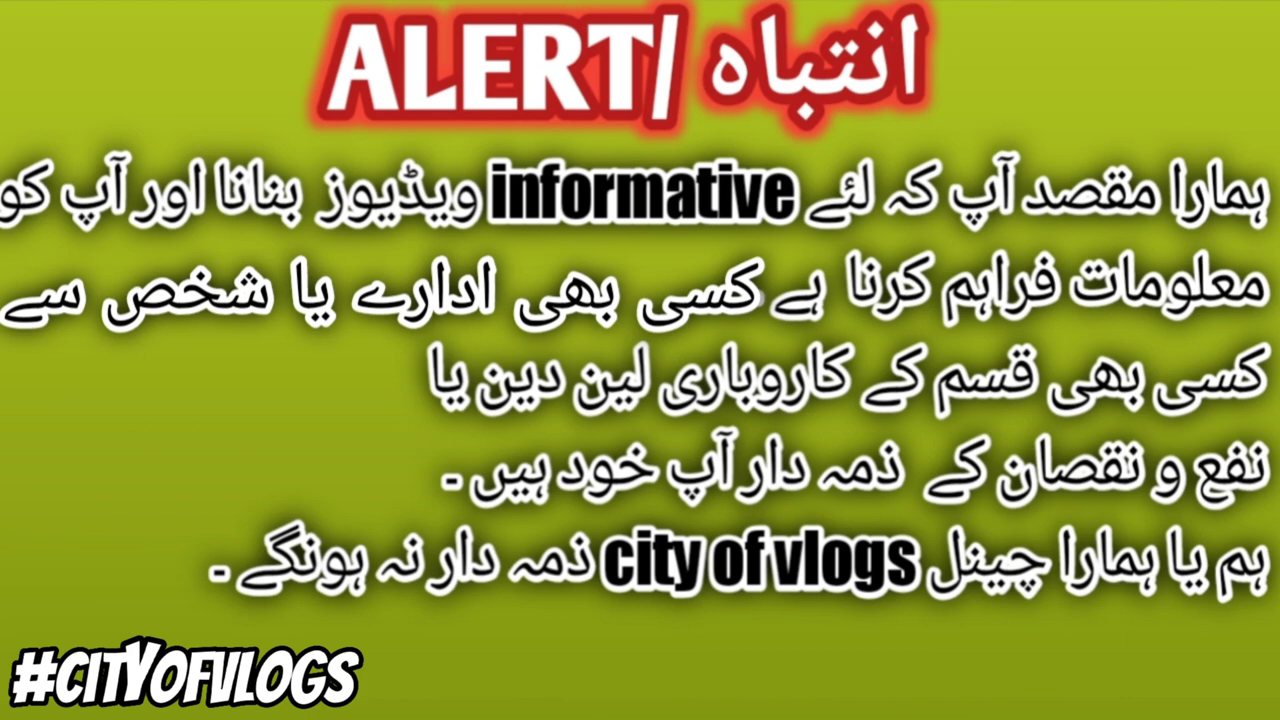 انتباہ /ALERT
ہمارا مقصد آپ کہ لئے informative ویڈیوز بنانا اور آپ کو
معلومات فراہم کرنا ہے کسی بھی ادارے یا شخص سے
کسی بھی قسم کے کاروباری لین دین یا
نفع و نقصان کے ذمہ دار آپ خود ہیں ۔
ہم یا ہمارا چینل city of vlogs ذمہ دار نہ ہونگے ۔
#CITYOFVLOGS